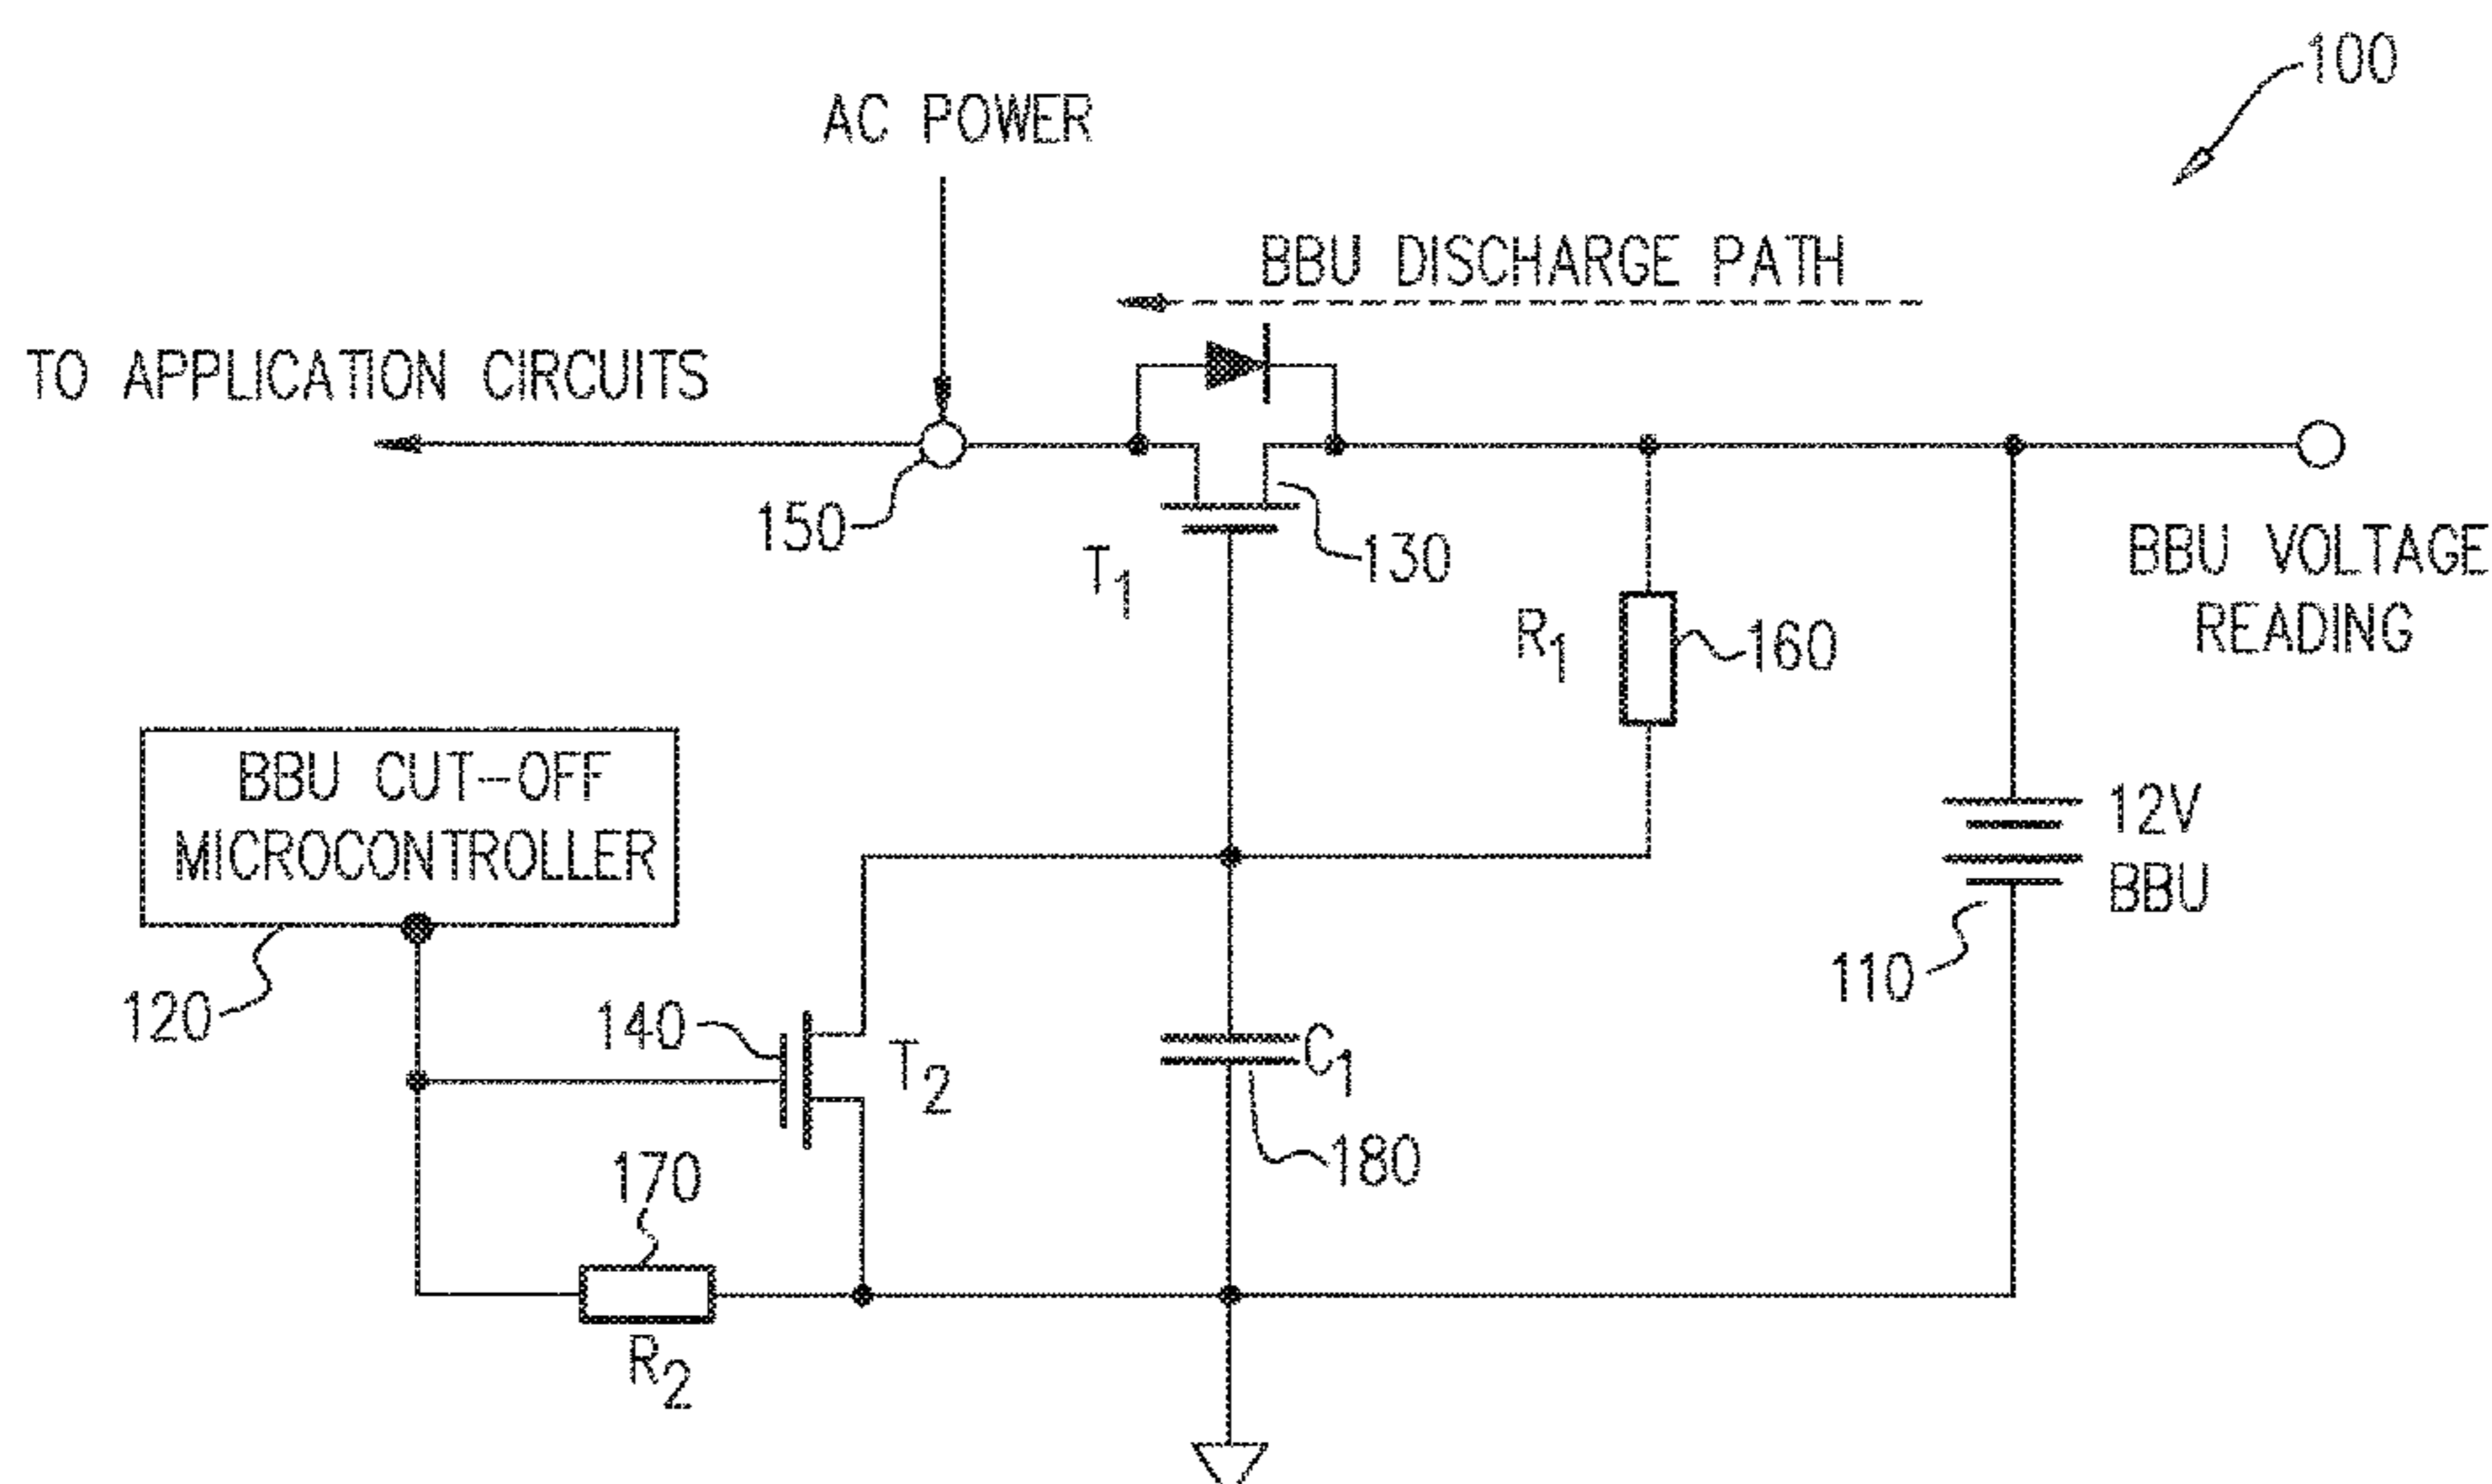 100
AC POWER
BBU DISCHARGE PATH
TO APPLICATION CIRCUITS
150
T1
130
BBU VOLTAGE
READING
R1
160
BBU CUT-OFF
MICROCONTROLLER
12V
BBU
110
120
140
T2
C1
180
170
R2